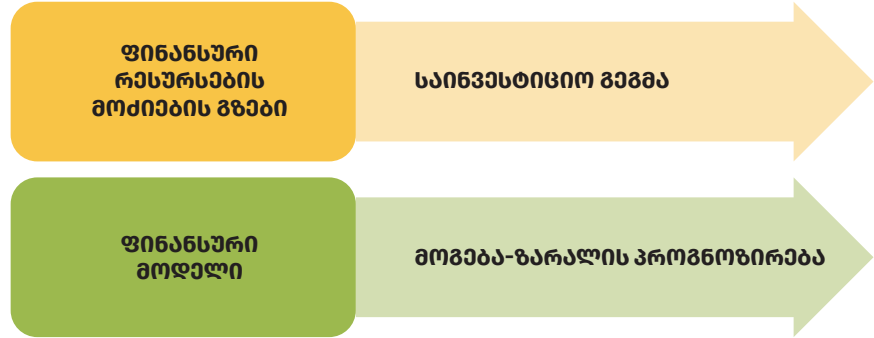 ფინანსური
რესურსების
მოძიების გზები
საინვესტიციო გეგმა
ფინანსური
მოდელი
მოგება-ზარალის პროგნოზირება